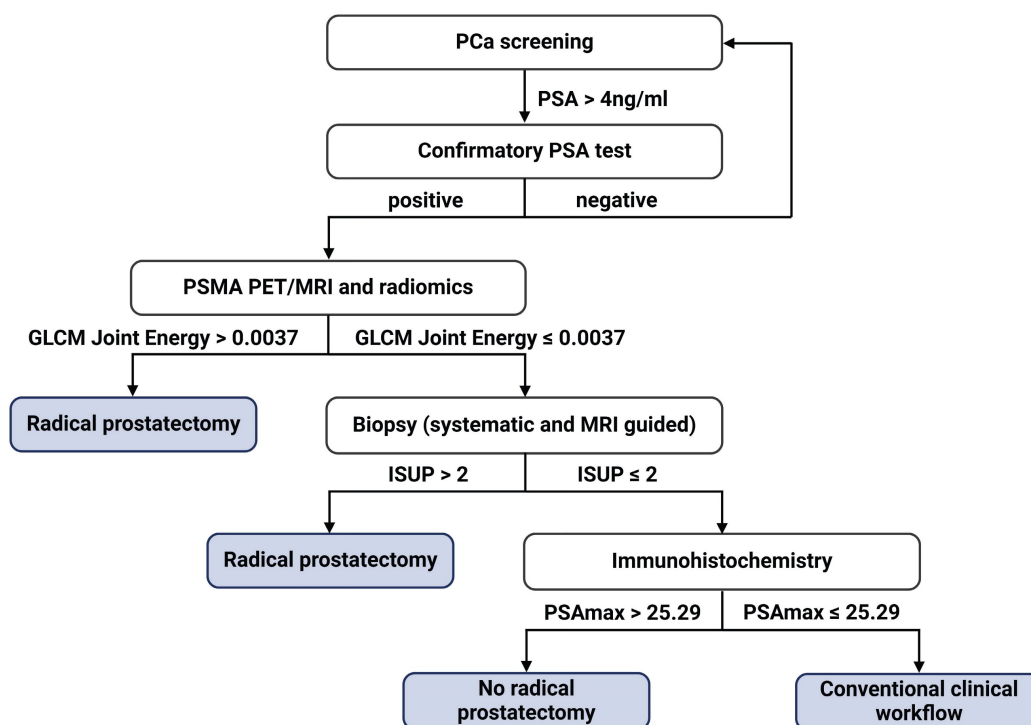 PCa screening
PSA > 4ng/ml
Confirmatory PSA test
positive
negative
PSMA PET/MRI and radiomics
GLCM Joint Energy > 0.0037
GLCM Joint Energy ≤ 0.0037
Radical prostatectomy
Biopsy (systematic and MRI guided)
ISUP > 2
ISUP ≤ 2
Radical prostatectomy
Immunohistochemistry
PSAmax > 25.29
PSAmax ≤ 25.29
No radical
prostatectomy
Conventional clinical
workflow